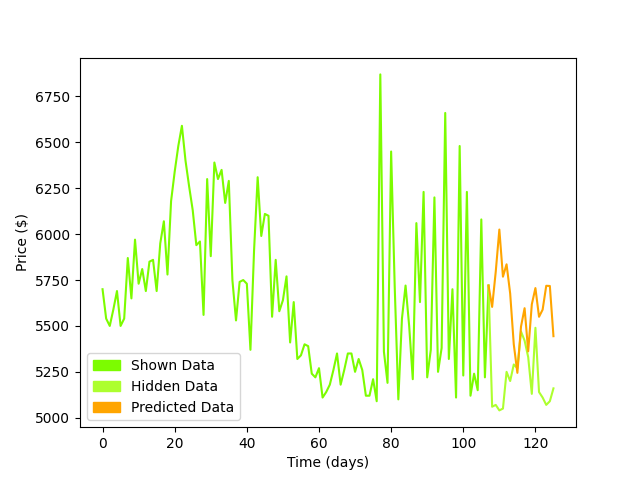 6750
6500
6250
6000
5750
5500
5250
5000
Price ($)
Shown Data
Hidden Data
Predicted Data
0 20 40 60 80 100 120
Time (days)